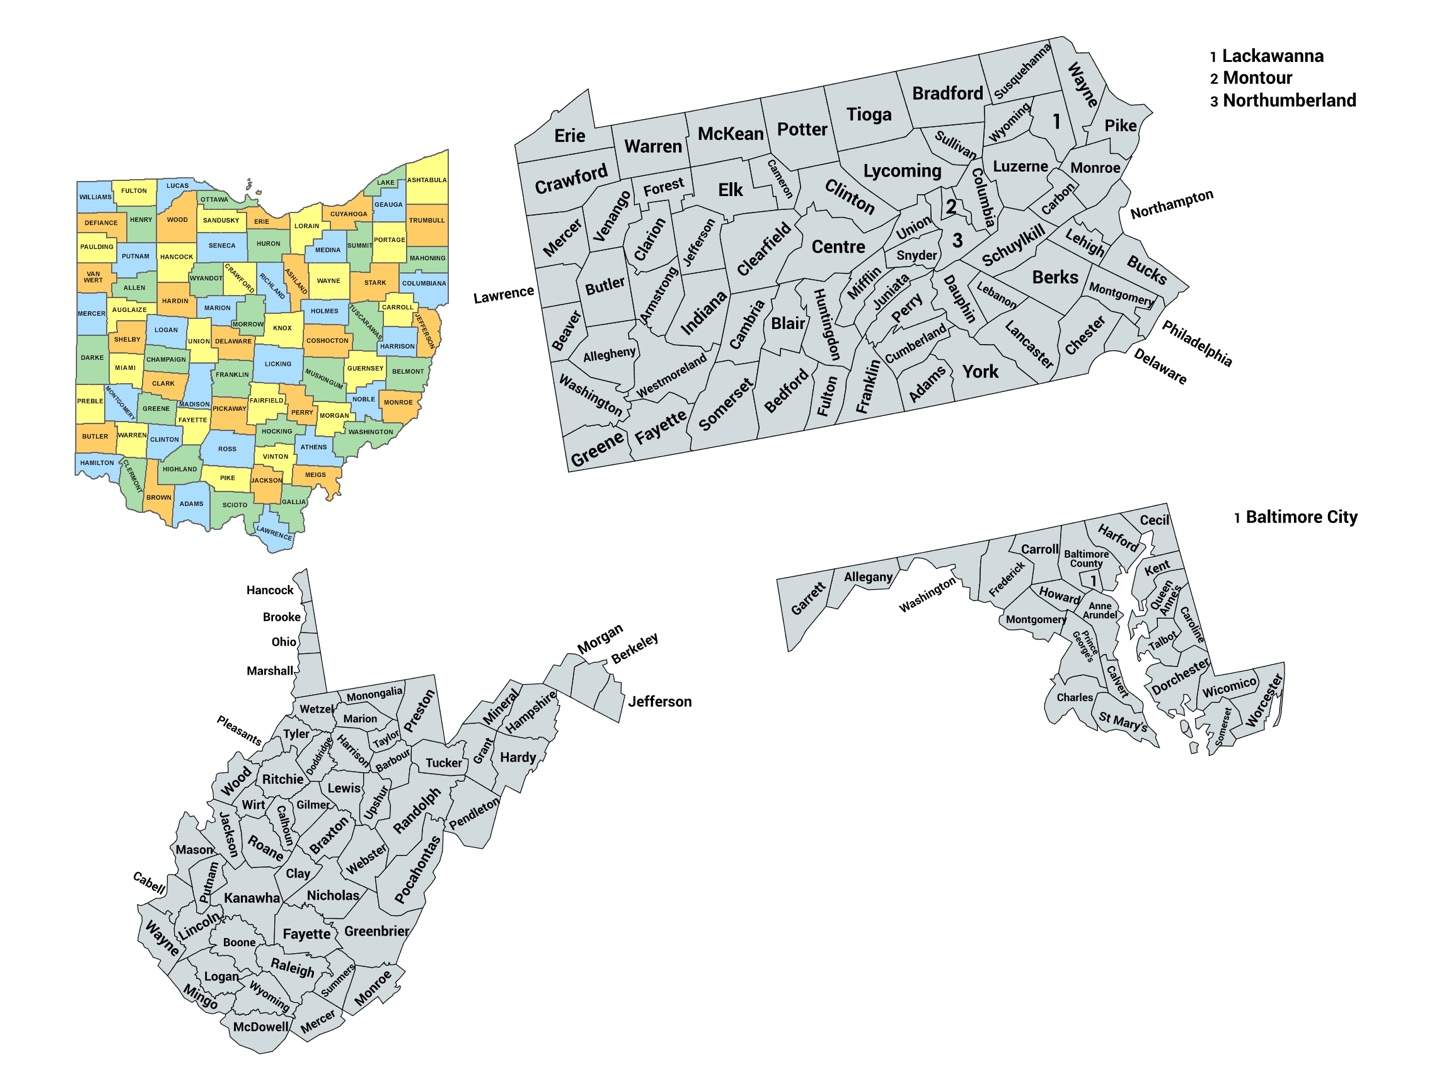 WILLIAMS
FULTON
LUCAS
OTTAWA
LAKE
ASHTABULA
GEAUGA
DEFIANCE
HENRY
WOOD
SANDUSKY
ERIE
LORAIN
CUYAHOGA
TRUMBULL
PAULDING
PUTNAM
HANCOCK
SENECA
HURON
MEDINA
SUMMIT
PORTAGE
MAHONING
VAN
WERT
ALLEN
WYANDOT
CRAWFORD
RICHLAND
ASHLAND
WAYNE
STARK
COLUMBIANA
MERCER
AUGLAIZE
HARDIN
MARION
MORROW
HOLMES
TUSCARAWAS
CARROLL
JEFFERSON
SHELBY
LOGAN
UNION
DELAWARE
KNOX
COSHOCTON
HARRISON
DARKE
MIAMI
CHAMPAIGN
CLARK
FRANKLIN
LICKING
MUSKINGUM
GUERNSEY
BELMONT
PREBLE
MONTGOMERY
GREENE
MADISON
FAYETTE
PICKAWAY
FAIRFIELD
PERRY
MORGAN
NOBLE
MONROE
BUTLER
WARREN
CLINTON
ROSS
HOCKING
ATHENS
WASHINGTON
HAMILTON
CLERMONT
HIGHLAND
VINTON
MEIGS
BROWN
ADAMS
PIKE
JACKSON
SCIOTO
GALLIA
LAWRENCE
1 Lackawanna
2 Montour
3 Northumberland
Erie
Warren
McKean
Potter
Tioga
Bradford
Susquehanna
Wayne
Wyoming
1
Pike
Crawford
Forest
Elk
Cameron
Clinton
Lycoming
Sullivan
Luzerne
Monroe
Mercer
Venango
Clarion
Jefferson
Clearfield
Centre
Union
2
Columbia
Carbon
Northampton
Snyder
3
Schuylkill
Lehigh
Bucks
Lawrence
Butler
Armstrong
Indiana
Mifflin
Juniata
Perry
Dauphin
Lebanon
Berks
Montgomery
Beaver
Allegheny
Cambria
Blair
Huntingdon
Cumberland
Lancaster
Chester
Philadelphia
Delaware
Washington
Westmoreland
Greene
Fayette
Somerset
Bedford
Fulton
Franklin
Adams
York
1 Baltimore City
Garrett
Allegany
Washington
Frederick
Carroll
Baltimore
County
1
Harford
Cecil
Kent
Howard
Montgomery
Anne
Arundel
Queen
Anne's
Caroline
Prince
George's
Talbot
Calvert
Charles
St Mary's
Dorchester
Wicomico
Somerset
Worcester
Hancock
Brooke
Ohio
Marshall
Morgan
Berkeley
Jefferson
Wetzel
Monongalia
Marion
Preston
Mineral
Hampshire
Pleasants
Tyler
Doddridge
Harrison
Taylor
Barbour
Tucker
Grant
Hardy
Wood
Ritchie
Lewis
Upshur
Randolph
Pendleton
Wirt
Gilmer
Calhoun
Jackson
Roane
Braxton
Webster
Pocahontas
Mason
Putnam
Clay
Cabell
Kanawha
Nicholas
Lincoln
Wayne
Boone
Fayette
Greenbrier
Logan
Raleigh
Summers
Monroe
Mingo
Wyoming
McDowell
Mercer